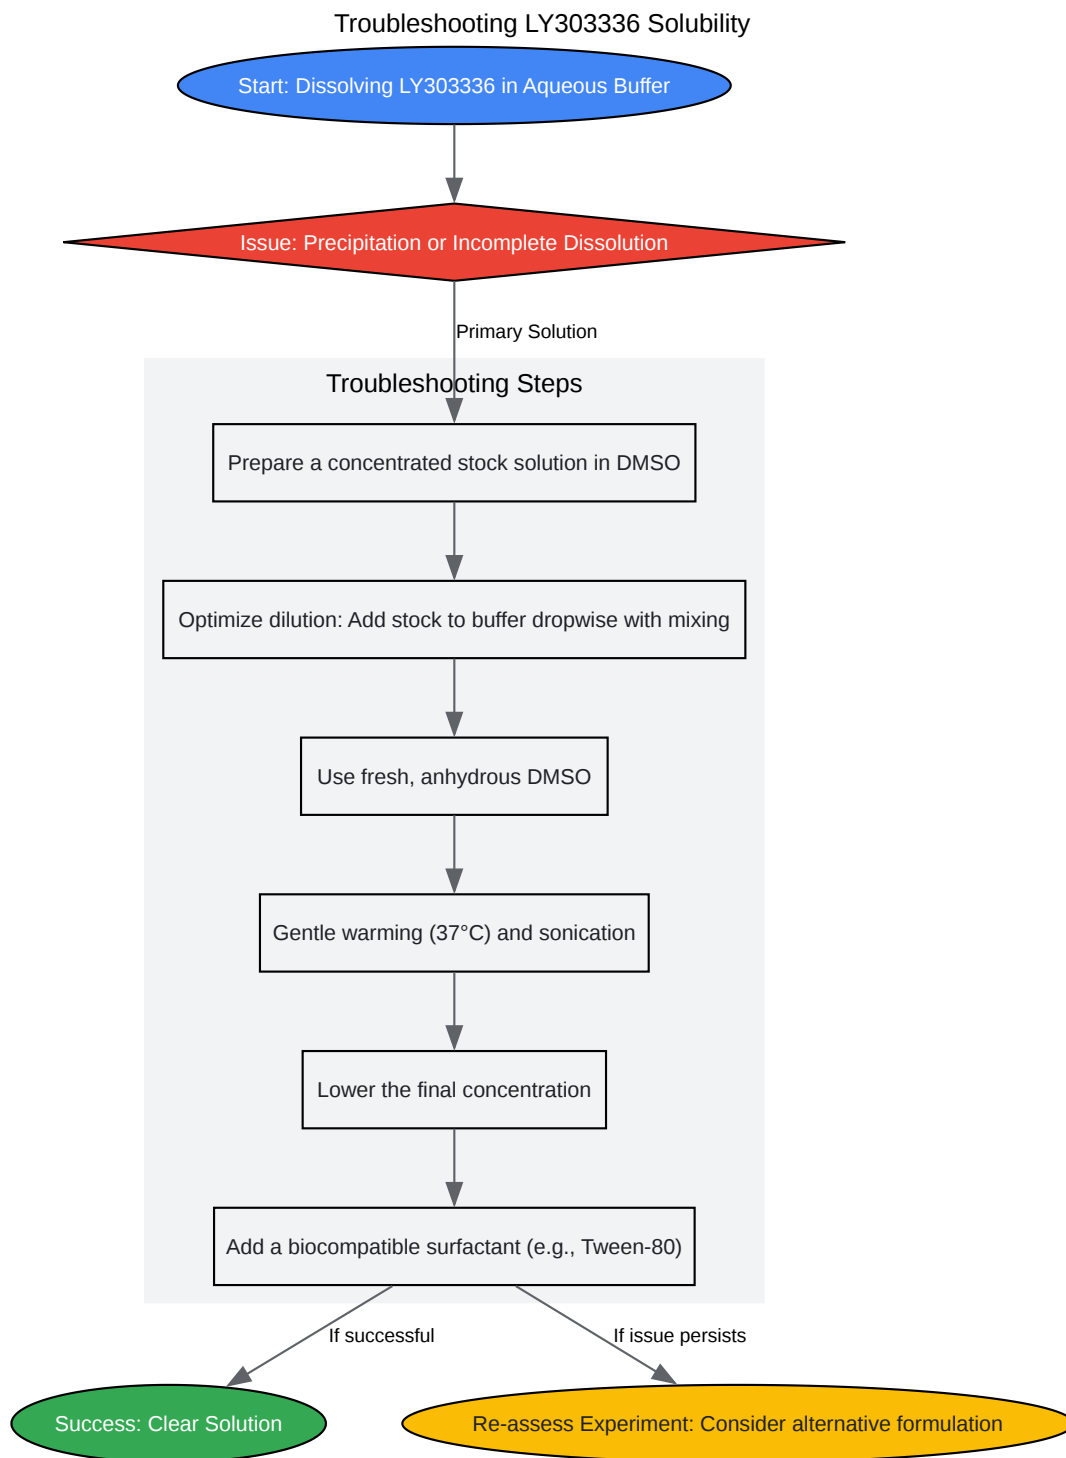 Troubleshooting LY303336 Solubility
Start: Dissolving LY303336 in Aqueous Buffer
Issue: Precipitation or Incomplete Dissolution
Primary Solution
Troubleshooting Steps
Prepare a concentrated stock solution in DMSO
Optimize dilution: Add stock to buffer dropwise with mixing
Use fresh, anhydrous DMSO
Gentle warming (37°C) and sonication
Lower the final concentration
Add a biocompatible surfactant (e.g., Tween-80)
If successful
If issue persists
Success: Clear Solution
Re-assess Experiment: Consider alternative formulation